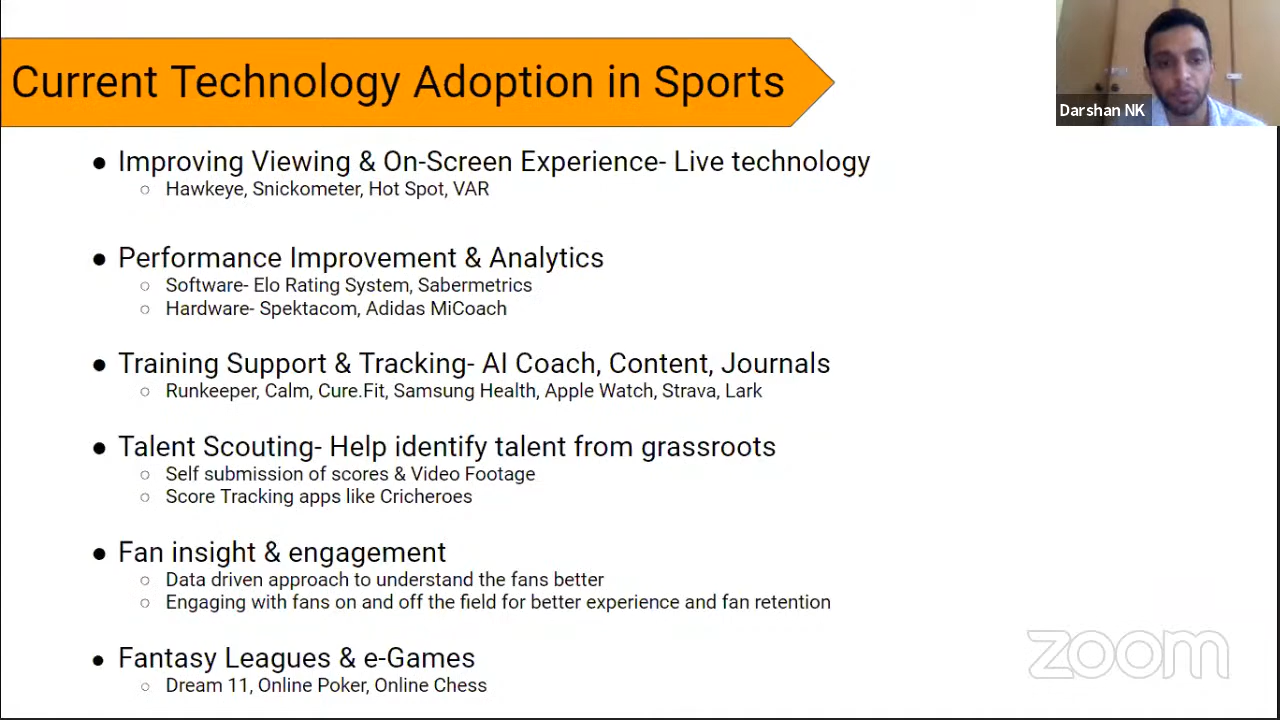 Current Technology Adoption in Sports
Darshan NK
● Improving Viewing & On-Screen Experience- Live technology
○ Hawkeye, Snickometer, Hot Spot, VAR
● Performance Improvement & Analytics
○ Software- Elo Rating System, Sabermetrics
○ Hardware- Spektacom, Adidas MiCoach
● Training Support & Tracking- AI Coach, Content, Journals
○ Runkeeper, Calm, Cure.Fit, Samsung Health, Apple Watch, Strava, Lark
● Talent Scouting- Help identify talent from grassroots
○ Self submission of scores & Video Footage
○ Score Tracking apps like Cricheroes
● Fan insight & engagement
○ Data driven approach to understand the fans better
○ Engaging with fans on and off the field for better experience and fan retention
● Fantasy Leagues & e-Games
○ Dream 11, Online Poker, Online Chess
zoom